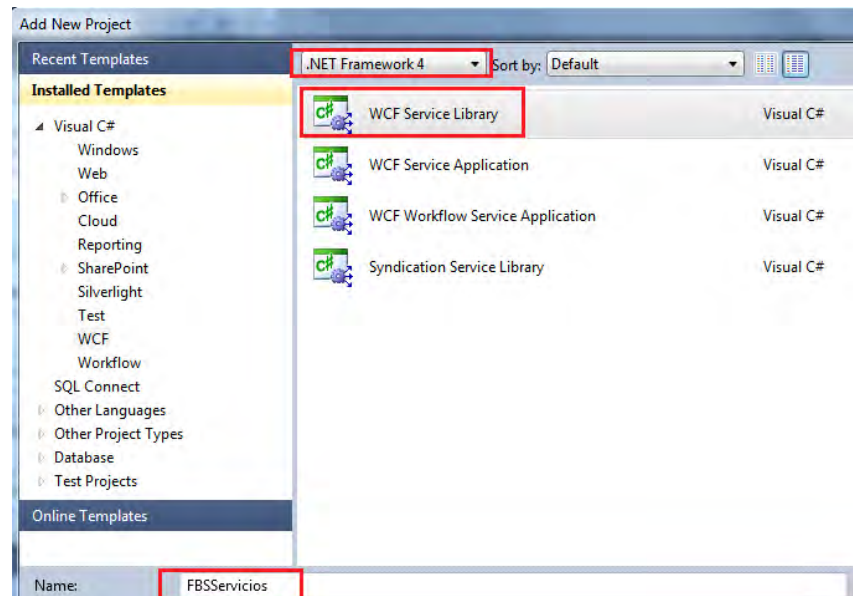 Add New Project
Recent Templates
.NET Framework 4 Sort by: Default
Installed Templates
Visual C#
Windows
Web
Office
Cloud
Reporting
SharePoint
Silverlight
Test
WCF
Workflow
SQL Connect
Other Languages
Other Project Types
Database
Test Projects
Online Templates
C# WCF Service Library Visual C#
C# WCF Service Application Visual C#
C# WCF Workflow Service Application Visual C#
C# Syndication Service Library Visual C#
Name: FBSServicios